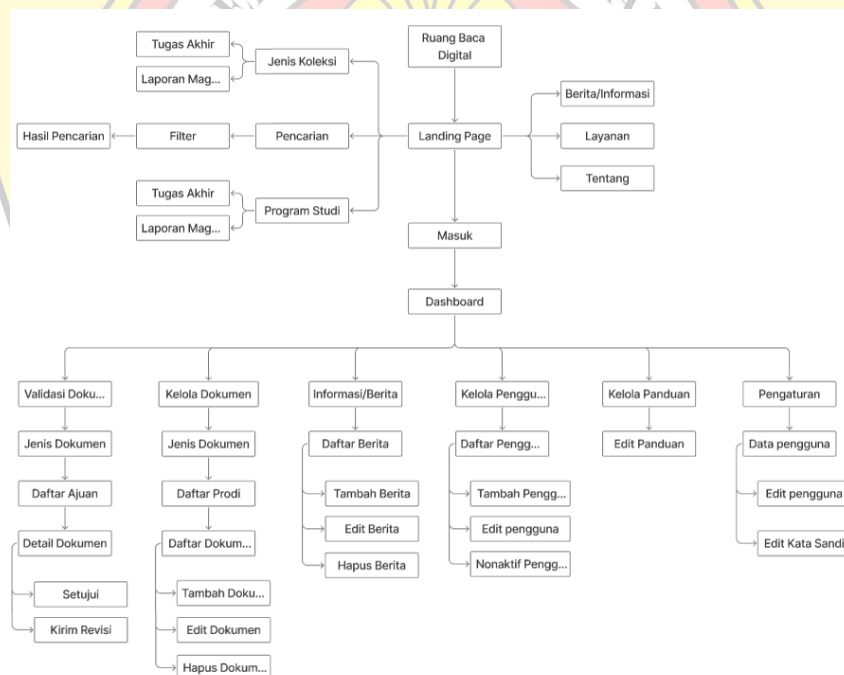 Ruang Baca
Digital
Tugas Akhir
Jenis Koleksi
Laporan Mag...
Berita/Informasi
Hasil Pencarian
Filter
Pencarian
Landing Page
Layanan
Tentang
Tugas Akhir
Program Studi
Laporan Mag...
Masuk
Dashboard
Validasi Doku...
Kelola Dokumen
Informasi/Berita
Kelola Penggu...
Kelola Panduan
Pengaturan
Jenis Dokumen
Jenis Dokumen
Daftar Berita
Daftar Pengg...
Edit Panduan
Data pengguna
Daftar Ajuan
Daftar Prodi
Tambah Berita
Tambah Pengg...
Edit pengguna
Detail Dokumen
Daftar Dokum...
Edit Berita
Edit pengguna
Edit Kata Sandi
Hapus Berita
Nonaktif Pengg...
Setujui
Tambah Doku...
Kirim Revisi
Edit Dokumen
Hapus Dokum...